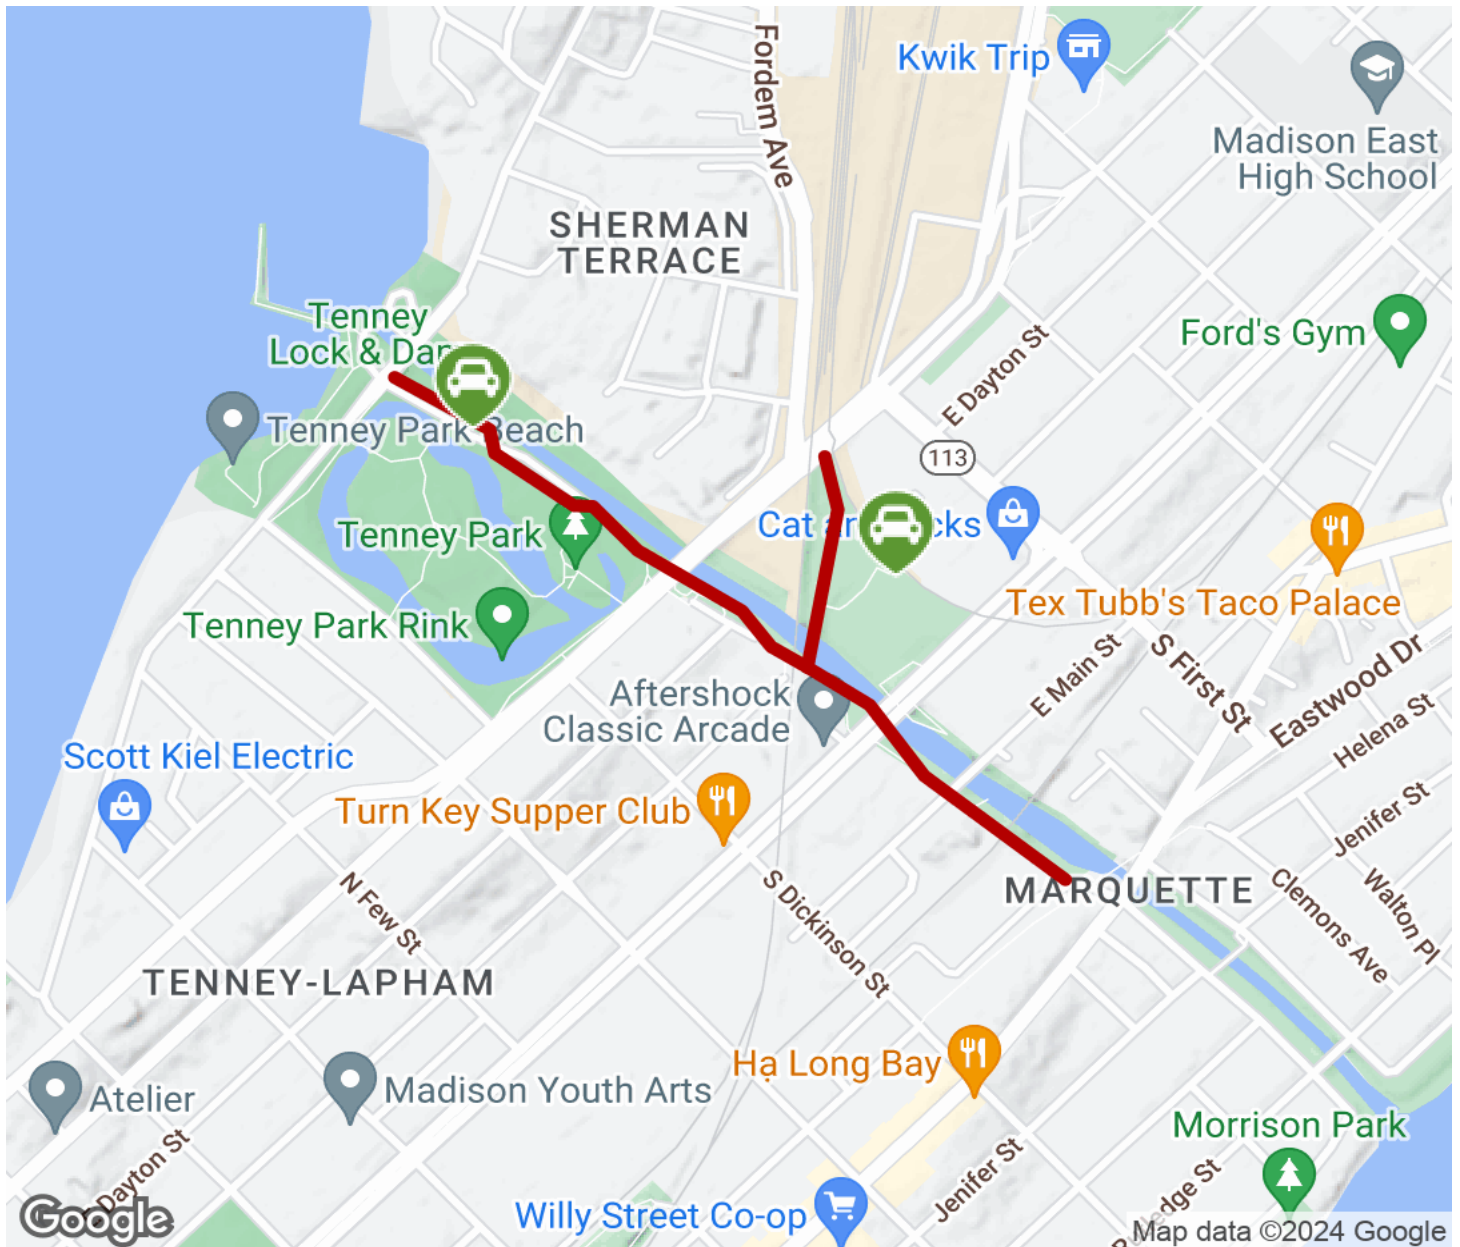 Fordem Ave
Kwik Trip
Madison East
High School
SHERMAN
TERRACE
Tenney
Lock & Da
Ford's Gym
E Dayton St
Tenney Park Beach
113
Tenney Park
Cat
Tex Tubb's Taco Palace
Tenney Park Rink
E Main St
S First St
Eastwood Dr
Helena St
Aftershock
Classic Arcade
Scott Kiel Electric
Turn Key Supper Club
Jenifer St
MARQUETTE
Walton Pl
Clemons Ave
N Few St
S Dickinson St
TENNEY-LAPHAM
Hạ Long Bay
Madison Youth Arts
Atelier
Morrison Park
Dayton St
Jenifer St
Willy Street Co-op
Google
Map data ©2024 Google